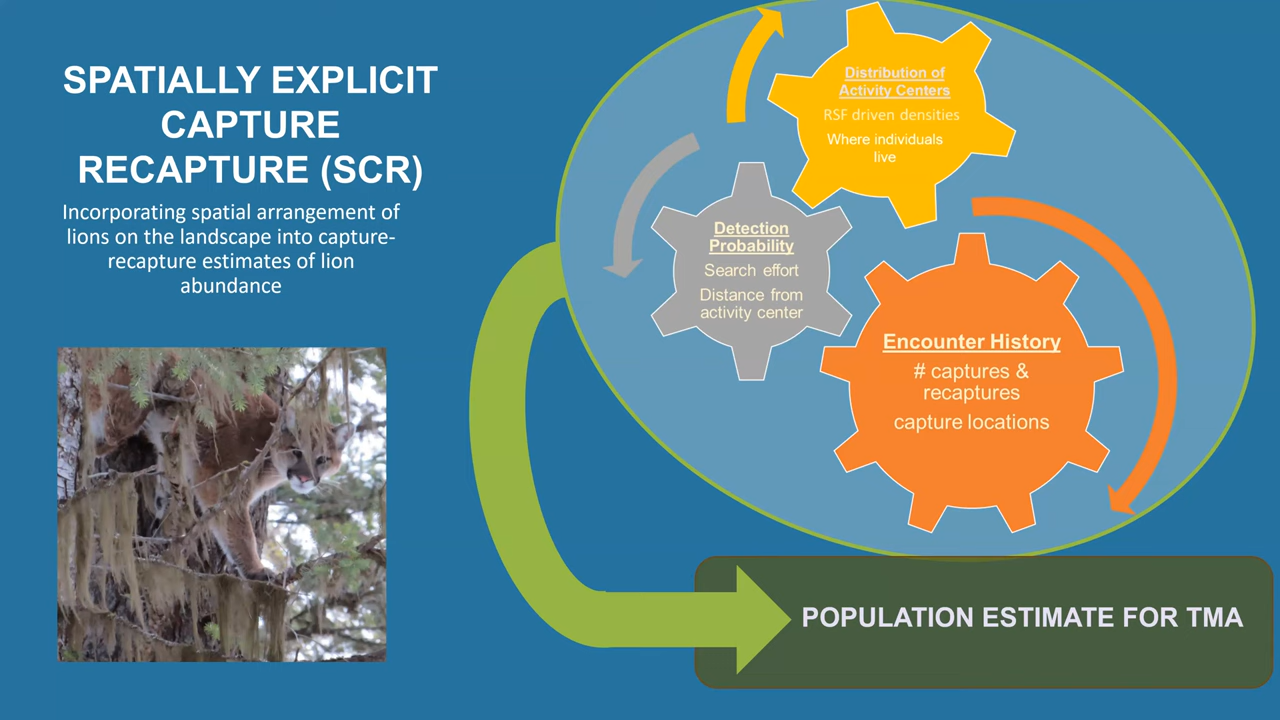 SPATIALLY EXPLICIT
CAPTURE
RECAPTURE (SCR)
Incorporating spatial arrangement of
lions on the landscape into capture-
recapture estimates of lion
abundance
Distribution of
Activity Centers
RSF driven densities
Where individuals
live
Detection
Probability
Search effort
Distance from
activity center
Encounter History
# captures &
recaptures
capture locations
POPULATION ESTIMATE FOR TMA